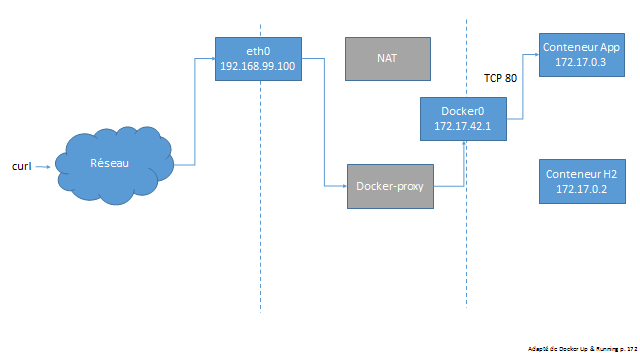 eth0
192.168.99.100
NAT
Conteneur App
172.17.0.3
TCP 80
Docker0
172.17.42.1
curl
Réseau
Docker-proxy
Conteneur H2
172.17.0.2
Adapté de Docker Up & Running p. 172